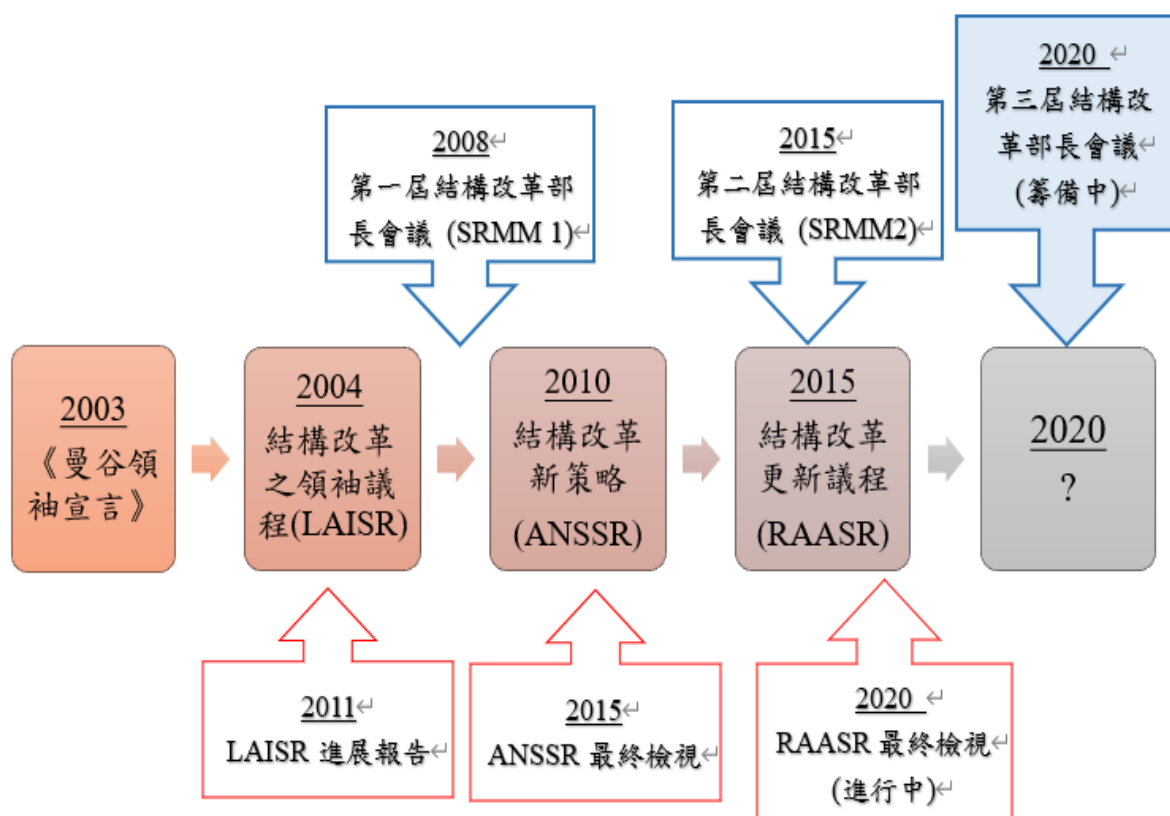 2008
第一屆結構改革部
長會議 (SRMM 1)
2015
第二屆結構改革部
長會議 (SRMM2)
2020
第三屆結構改
革部長會議
(籌備中)
2003
《曼谷領
袖宣言》
2004
結構改革
之領袖議
程(LAISR)
2010
結構改革
新策略
(ANSSR)
2015
結構改革
更新議程
(RAASR)
2020
?
2011
LAISR 進展報告
2015
ANSSR 最終檢視
2020
RAASR 最終檢視
(進行中)